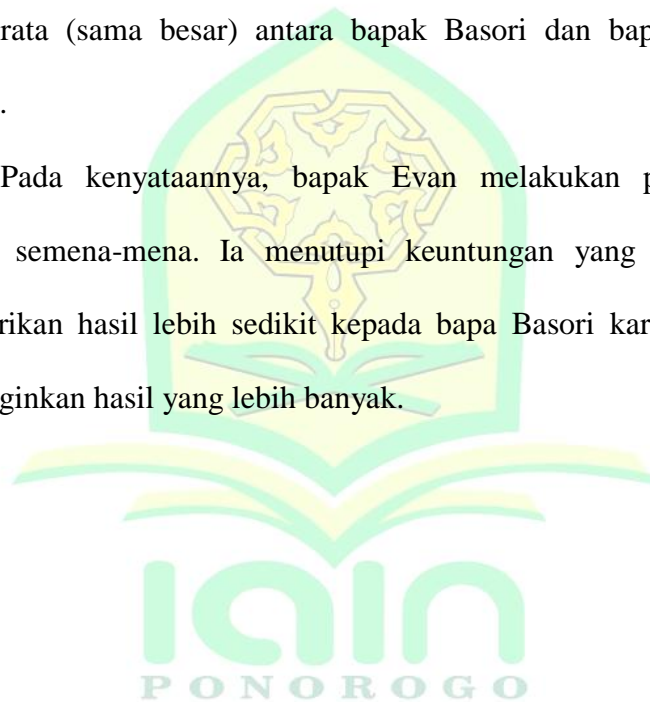 rata (sama besar) antara bapak Basori dan bap
.
Pada kenyataannya, bapak Evan melakukan p
semena-mena. Ia menutupi keuntungan yang
rikan hasil lebih sedikit kepada bapa Basori kar
ginkan hasil yang lebih banyak.
iain
PONOROGO